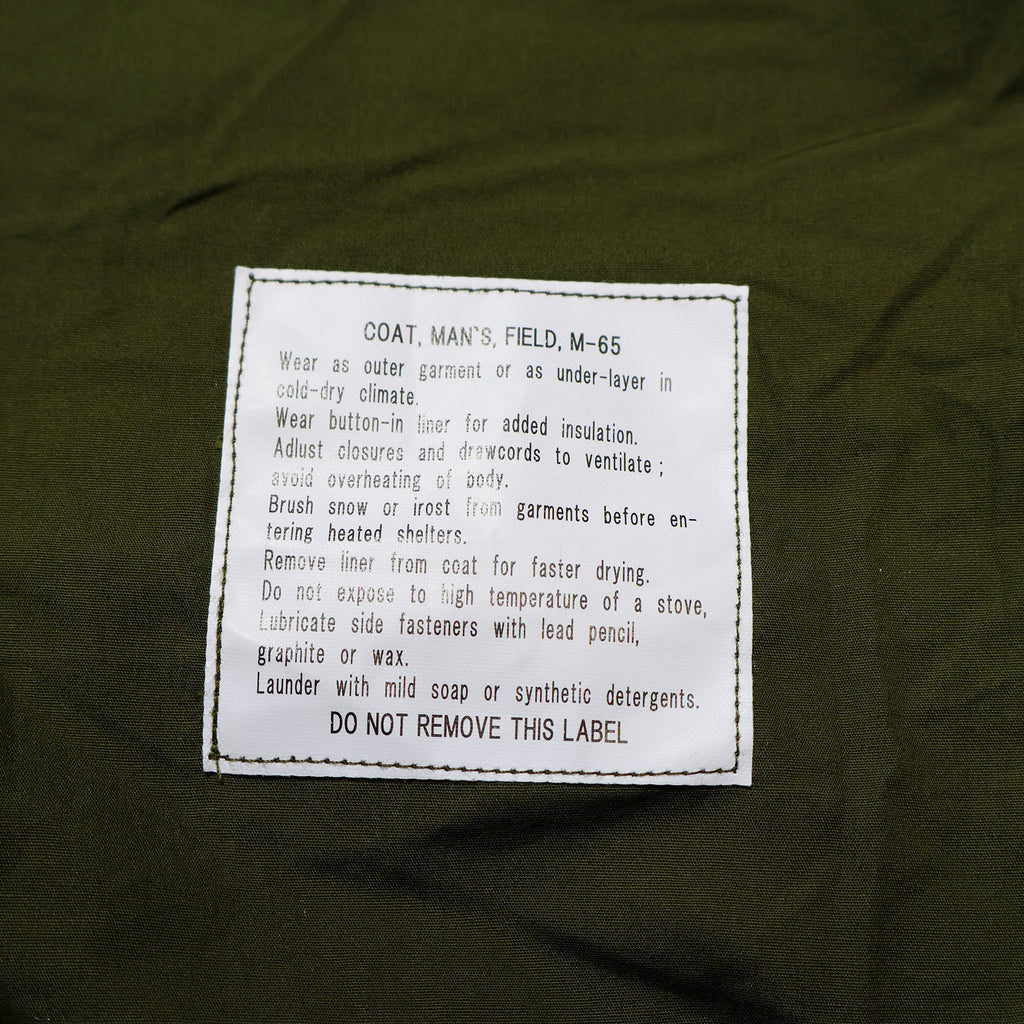 COAT, MAN`S, FIELD, M-65
Wear as outer garment or as under-layer in
cold-dry climate.
Wear button-in liner for added insulation.
Adlust closures and drawcords to ventilate ;
avoid overheating of body.
Brush snow or irost from garments before en-
tering heated shelters.
Remove liner from coat for faster drying.
Do not expose to high temperature of a stove,
Lubricate side fasteners with lead pencil,
graphite or wax.
Launder with mild soap or synthetic detergents.
DO NOT REMOVE THIS LABEL